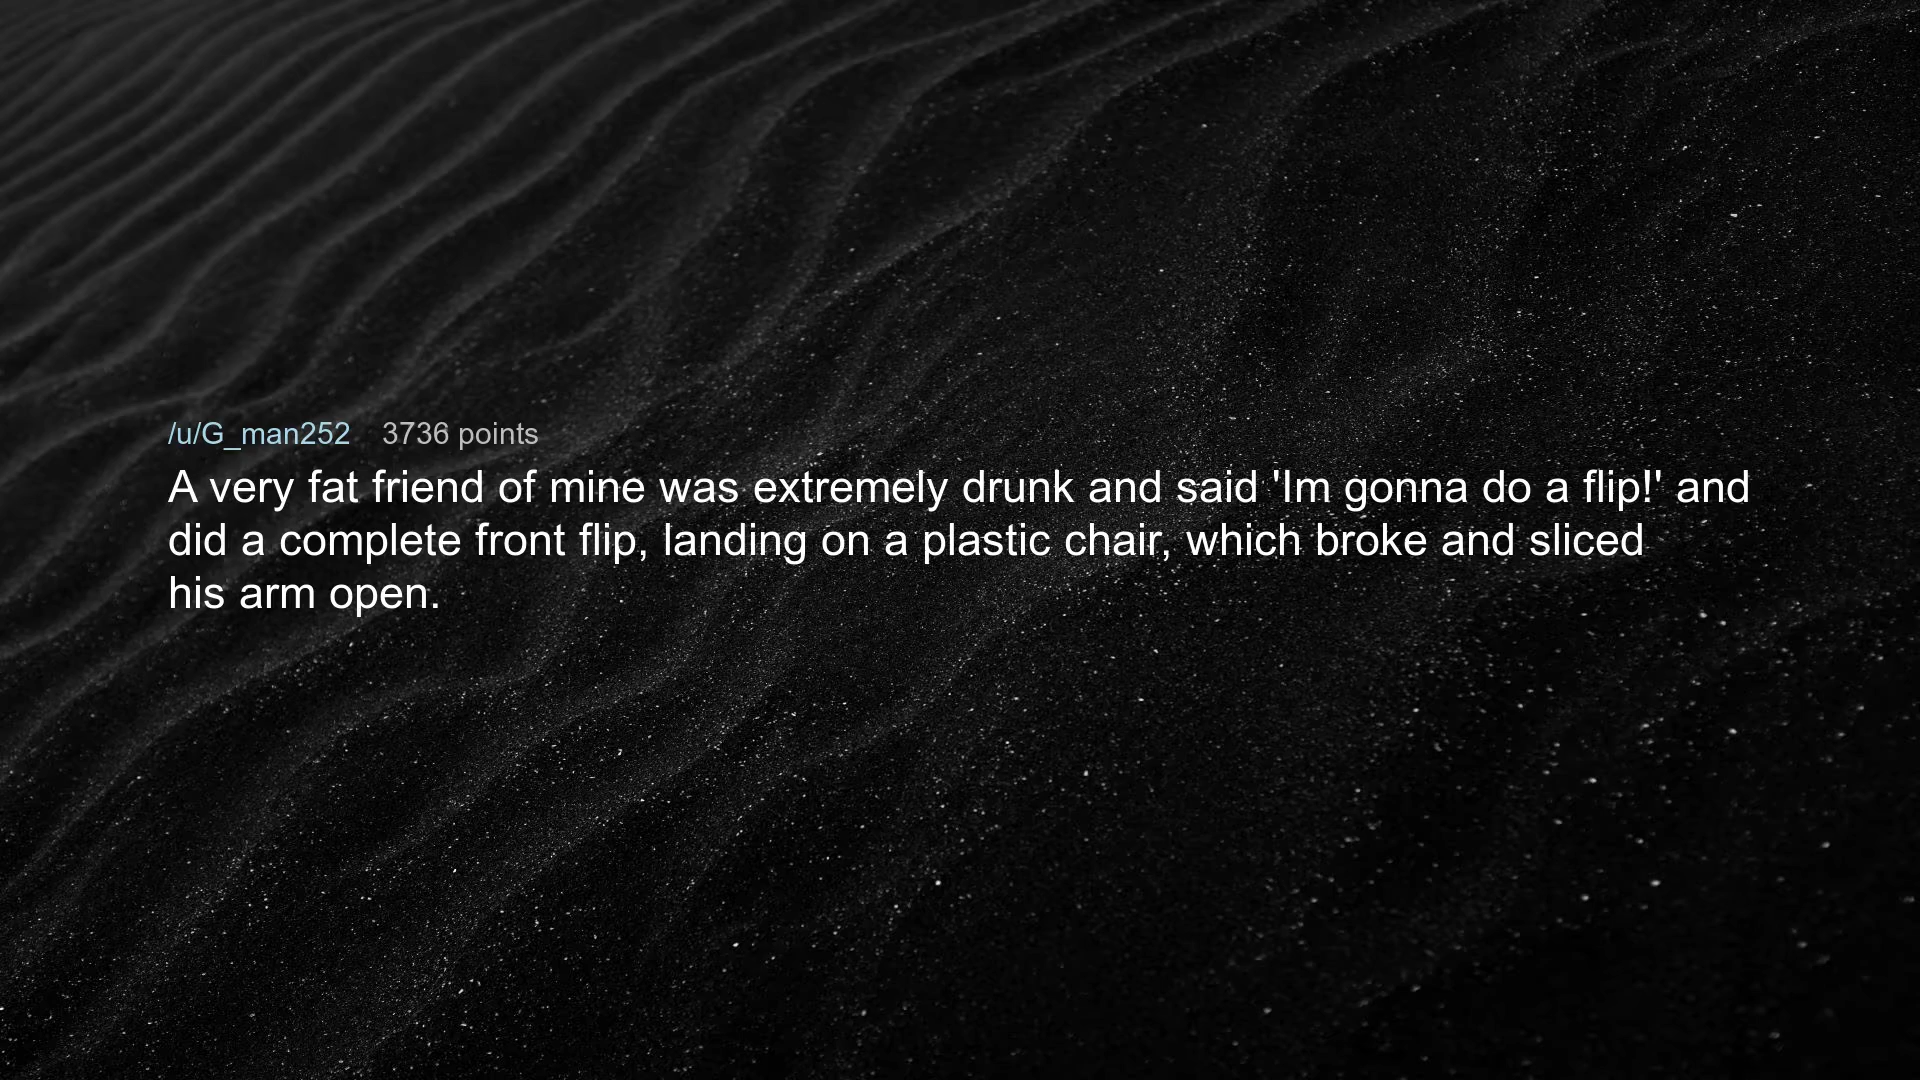 /u/G_man252 3736 points
A very fat friend of mine was extremely drunk and said 'Im gonna do a flip!' and
did a complete front flip, landing on a plastic chair, which broke and sliced
his arm open.